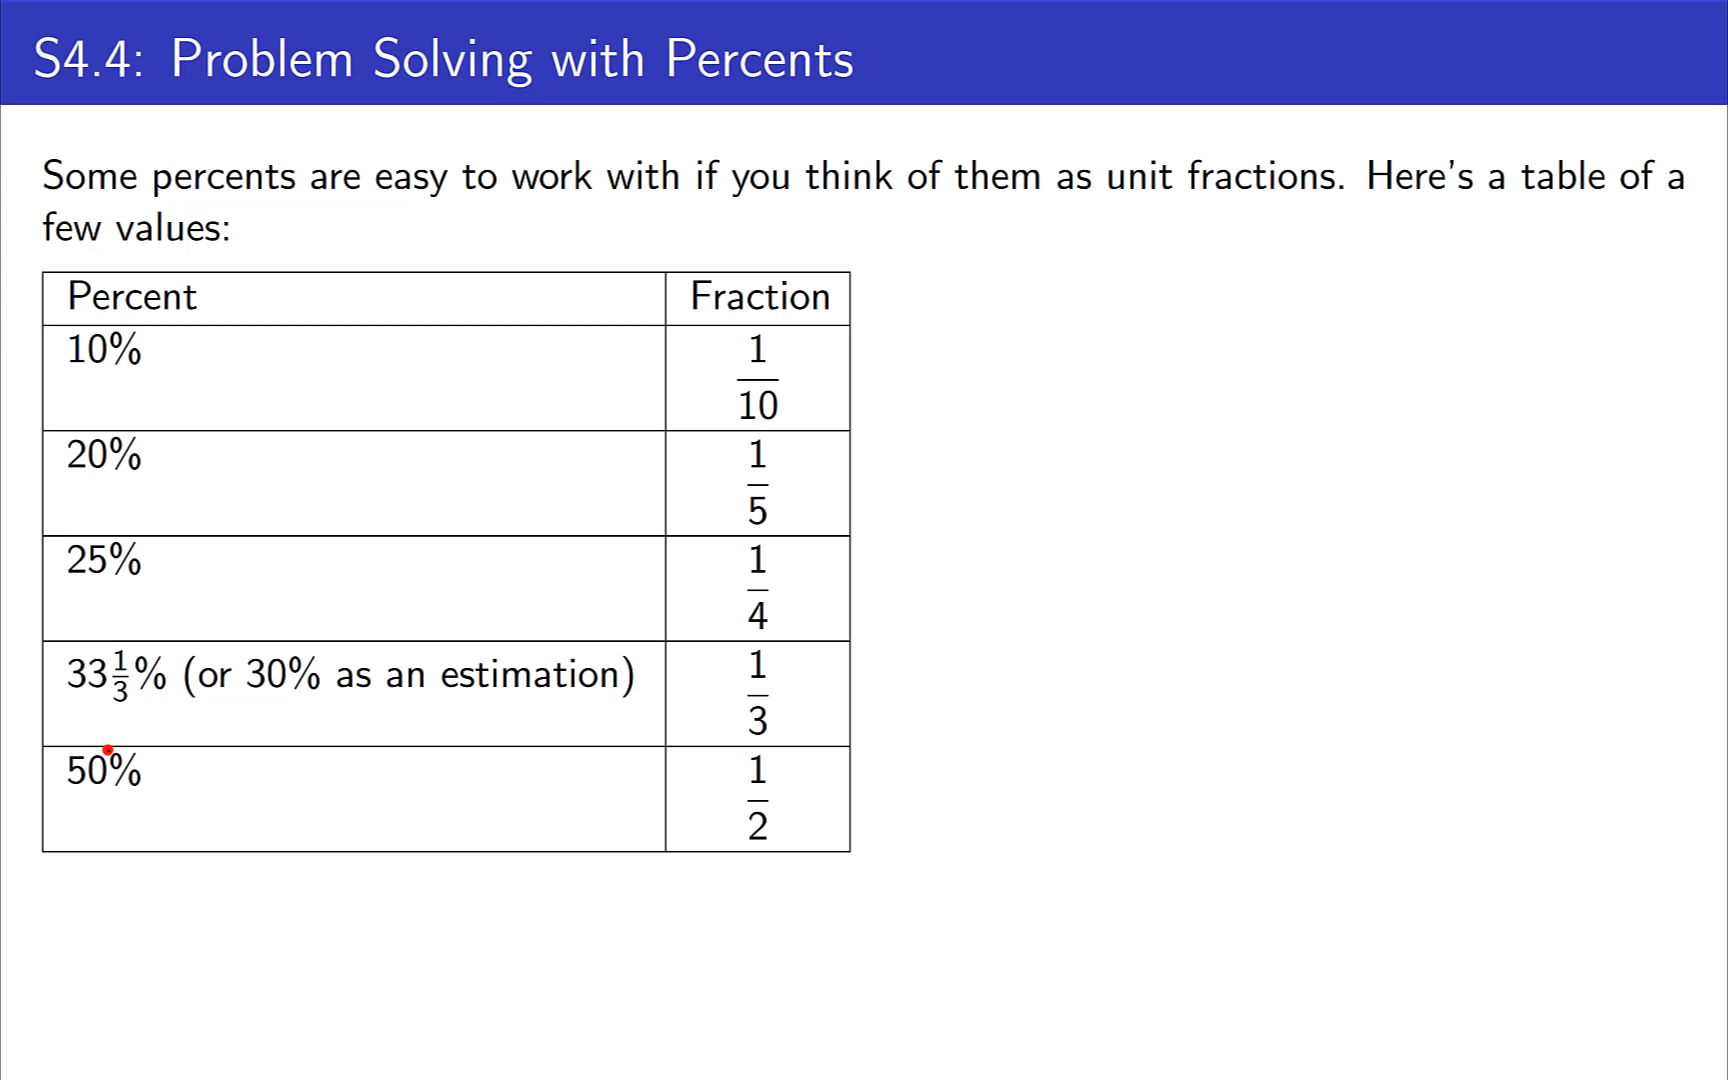 S4.4: Problem Solving with Percents
Some percents are easy to work with if you think of them as unit fractions. Here's a table of a
few values:
Percent Fraction
10% 1/10
20% 1/5
25% 1/4
33 1/3% (or 30% as an estimation) 1/3
50% 1/2